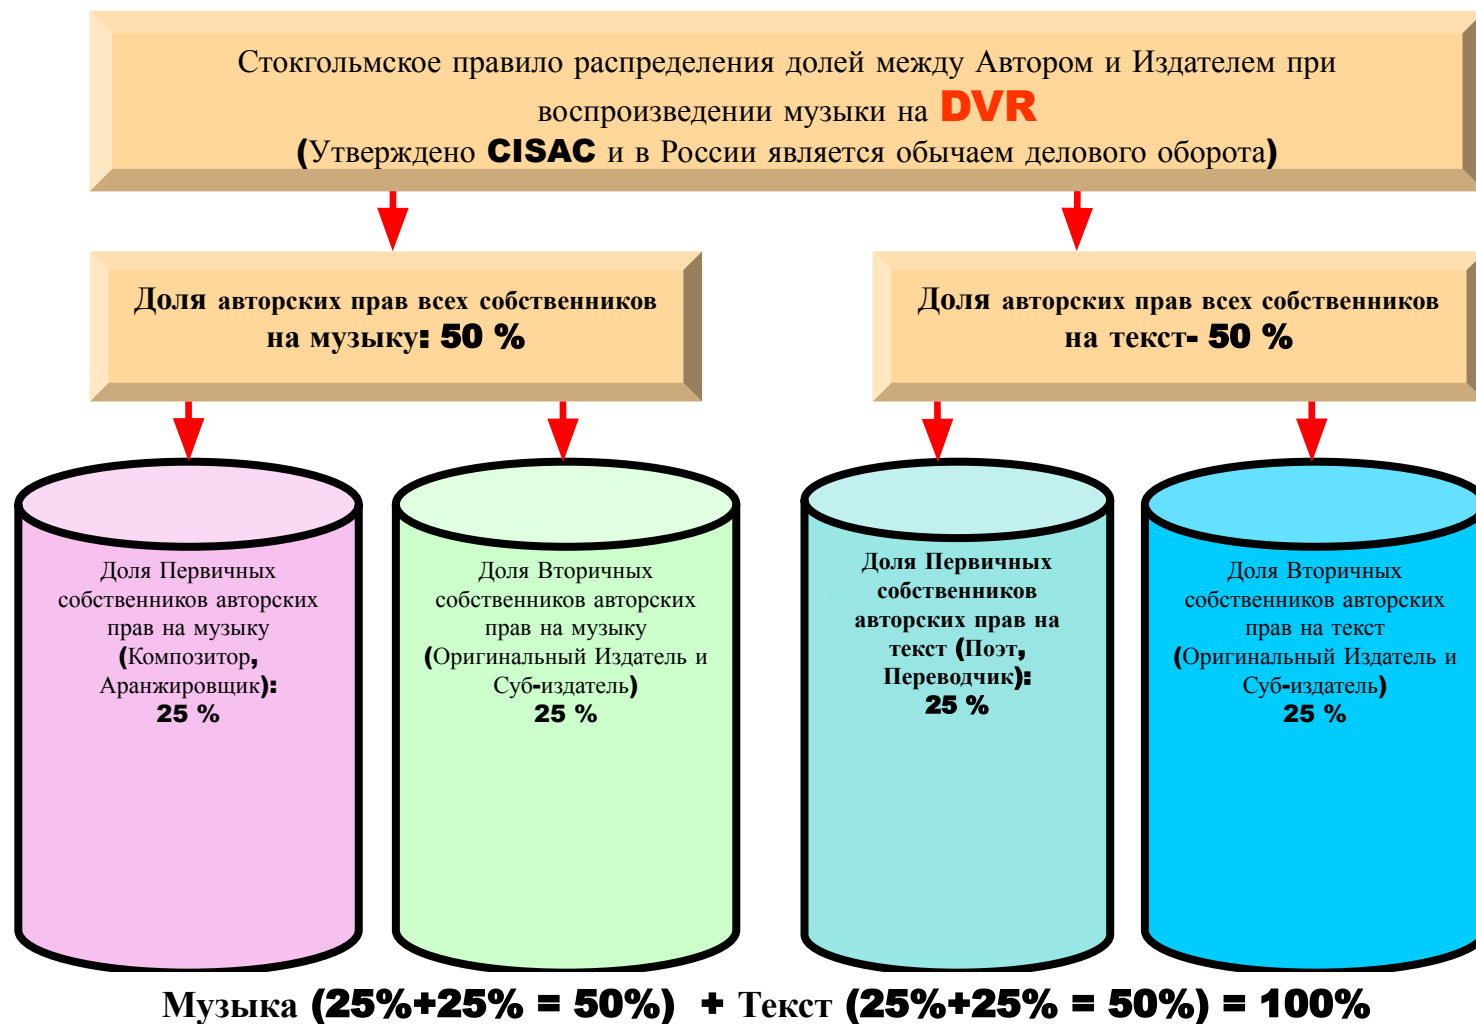 Стокгольмское правило распределения долей между Автором и Издателем при
воспроизведении музыки на DVR
(Утверждено CISAC и в России является обычаем делового оборота)
Доля авторских прав всех собственников
на музыку: 50 %
Доля авторских прав всех собственников
на текст- 50 %
Доля Первичных
собственников авторских
прав на музыку
(Композитор,
Аранжировщик):
25 %
Доля Вторичных
собственников авторских
прав на музыку
(Оригинальный Издатель и
Суб-издатель)
25 %
Доля Первичных
собственников
авторских прав на
текст (Поэт,
Переводчик):
25 %
Доля Вторичных
собственников авторских
прав на текст
(Оригинальный Издатель и
Суб-издатель)
25 %
Музыка (25%+25% = 50%) + Текст (25%+25% = 50%) = 100%